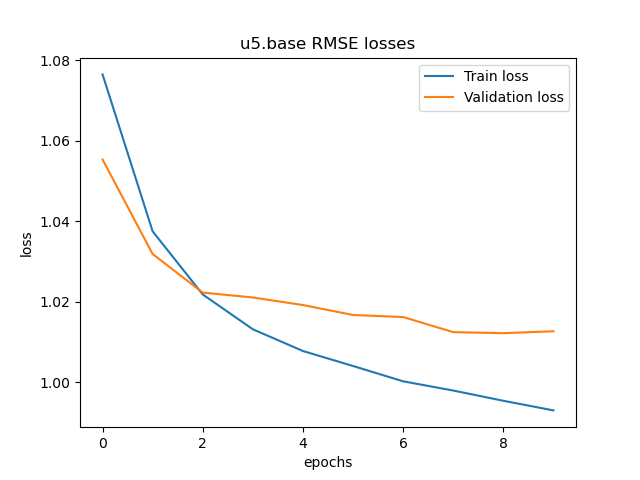 u5.base RMSE losses
1.08
1.06
1.04
1.02
1.00
loss
Train loss
Validation loss
0
2
4
6
8
epochs